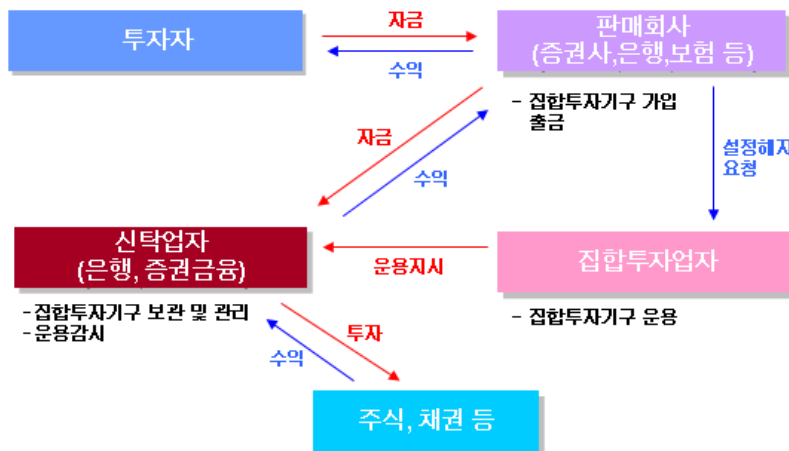 투자자
자금
수익
판매회사
(증권사,은행,보험 등)
- 집합투자기구 가입
출금
자금
수익
설정해지
요청
신탁업자
(은행, 증권금융)
운용지시
집합투자업자
-집합투자기구 보관 및 관리
-운용감시
- 집합투자기구 운용
투자
수익
주식, 채권 등